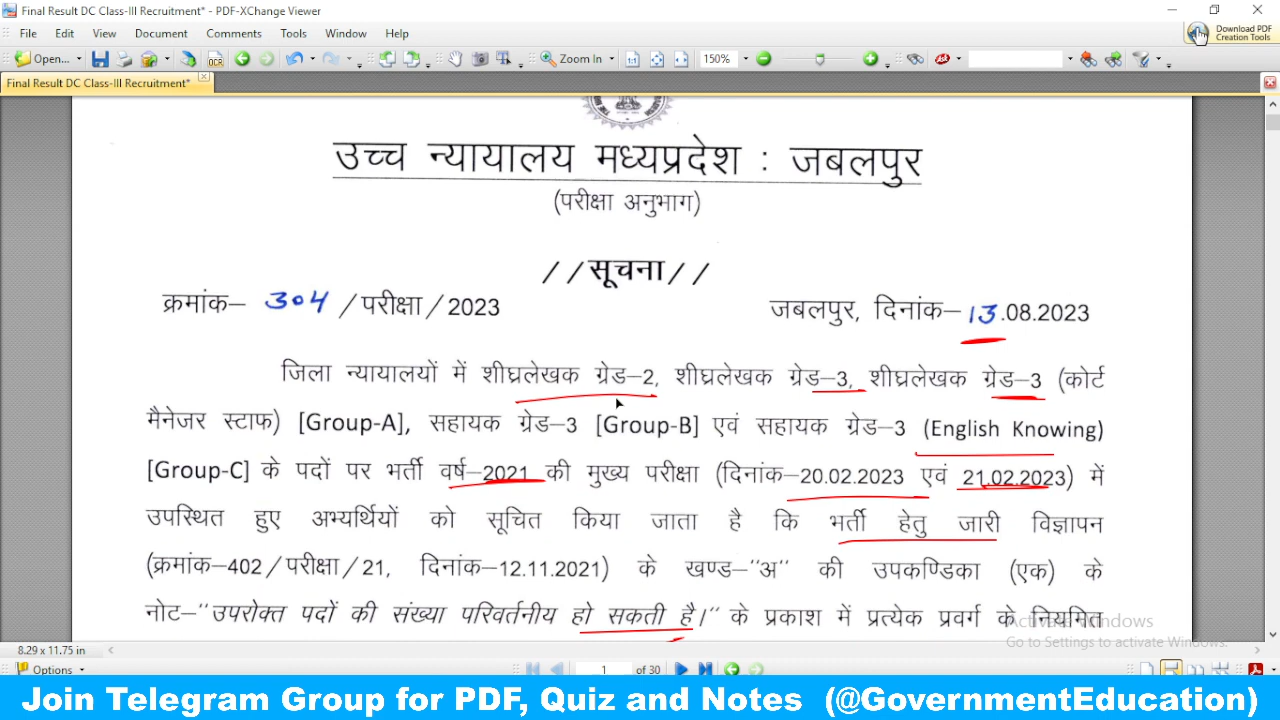 Final Result DC Class-III Recruitment* - PDF-XChange Viewer
File Edit View Document Comments Tools Window Help
Download PDF Creation Tools
Open... OCR Zoom In 150%
Final Result DC Class-III Recruitment*
उच्च न्यायालय मध्यप्रदेश : जबलपुर
(परीक्षा अनुभाग)
//सूचना//
क्रमांक– 304 /परीक्षा/2023 जबलपुर, दिनांक–13.08.2023
जिला न्यायालयों में शीघ्रलेखक ग्रेड–2, शीघ्रलेखक ग्रेड–3, शीघ्रलेखक ग्रेड–3 (कोर्ट
मैनेजर स्टाफ) [Group-A], सहायक ग्रेड–3 [Group-B] एवं सहायक ग्रेड–3 (English Knowing)
[Group-C] के पदों पर भर्ती वर्ष–2021 की मुख्य परीक्षा (दिनांक–20.02.2023 एवं 21.02.2023) में
उपस्थित हुए अभ्यर्थियों को सूचित किया जाता है कि भर्ती हेतु जारी विज्ञापन
(क्रमांक–402/परीक्षा/21, दिनांक–12.11.2021) के खण्ड–"अ" की उपकण्डिका (एक) के
नोट–"उपरोक्त पदों की संख्या परिवर्तनीय हो सकती है।" के प्रकाश में प्रत्येक प्रवर्ग के नियमित
Activate Windows
Go to Settings to activate Windows.
8.29 x 11.75 in
Options 1 of 30
Join Telegram Group for PDF, Quiz and Notes (@GovernmentEducation)